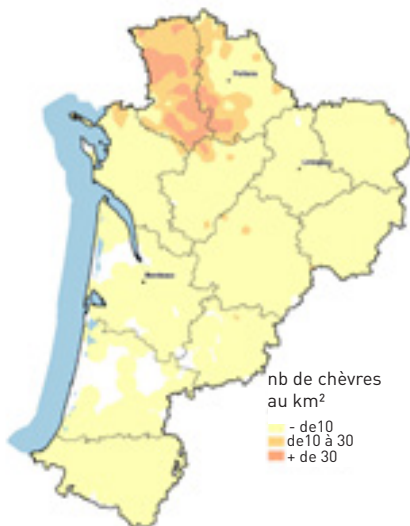 Poitiers
Limoges
Bordeaux
nb de chèvres
au km²
- de10
de10 à 30
+ de 30